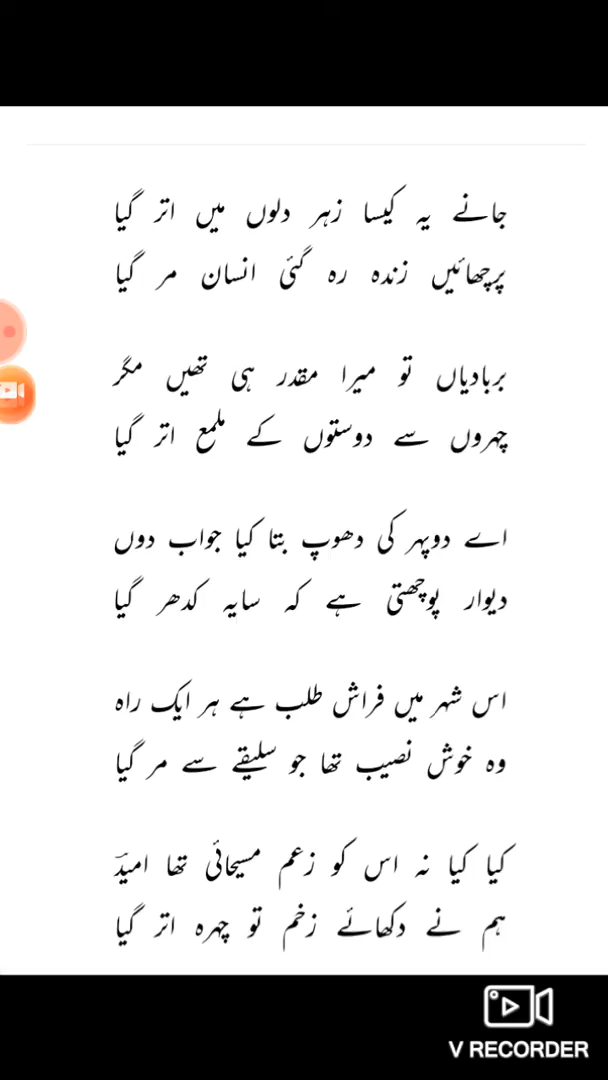 جانے یہ کیسا زہر دلوں میں اتر گیا
پرچھائیں زندہ رہ گئی انسان مر گیا
بربادیاں تو میرا مقدر ہی تھیں مگر
چہروں سے دوستوں کے ملمع اتر گیا
اے دوپہر کی دھوپ بتا کیا جواب دوں
دیوار پوچھتی ہے کہ سایہ کدھر گیا
اس شہر میں فراش طلب ہے ہر ایک راہ
وہ خوش نصیب تھا جو سلیقے سے مر گیا
کیا کیا نہ اس کو زعم مسیحائی تھا امیدؔ
ہم نے دکھائے زخم تو چہرہ اتر گیا
V RECORDER